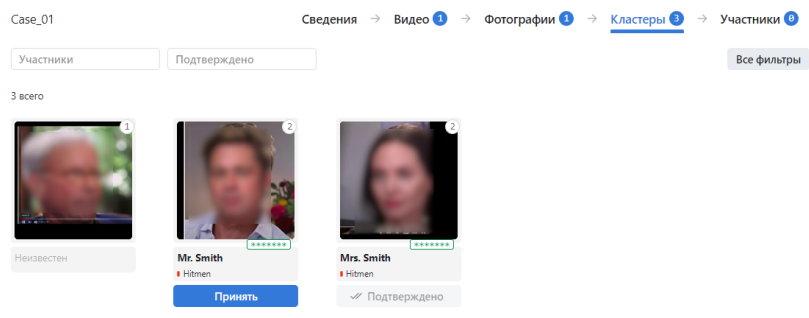 Case_01 Сведения → Видео 1 → Фотографии 1 → Кластеры 3 → Участники 0
Участники Подтверждено Все фильтры
3 всего
1 2 2
******* *******
Неизвестен Mr. Smith Mrs. Smith
Hitmen Hitmen
Принять Подтверждено